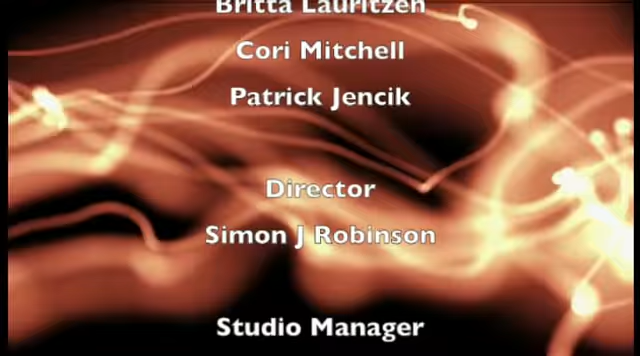 Britta Lauritzen
Cori Mitchell
Patrick Jencik
Director
Simon J Robinson
Studio Manager